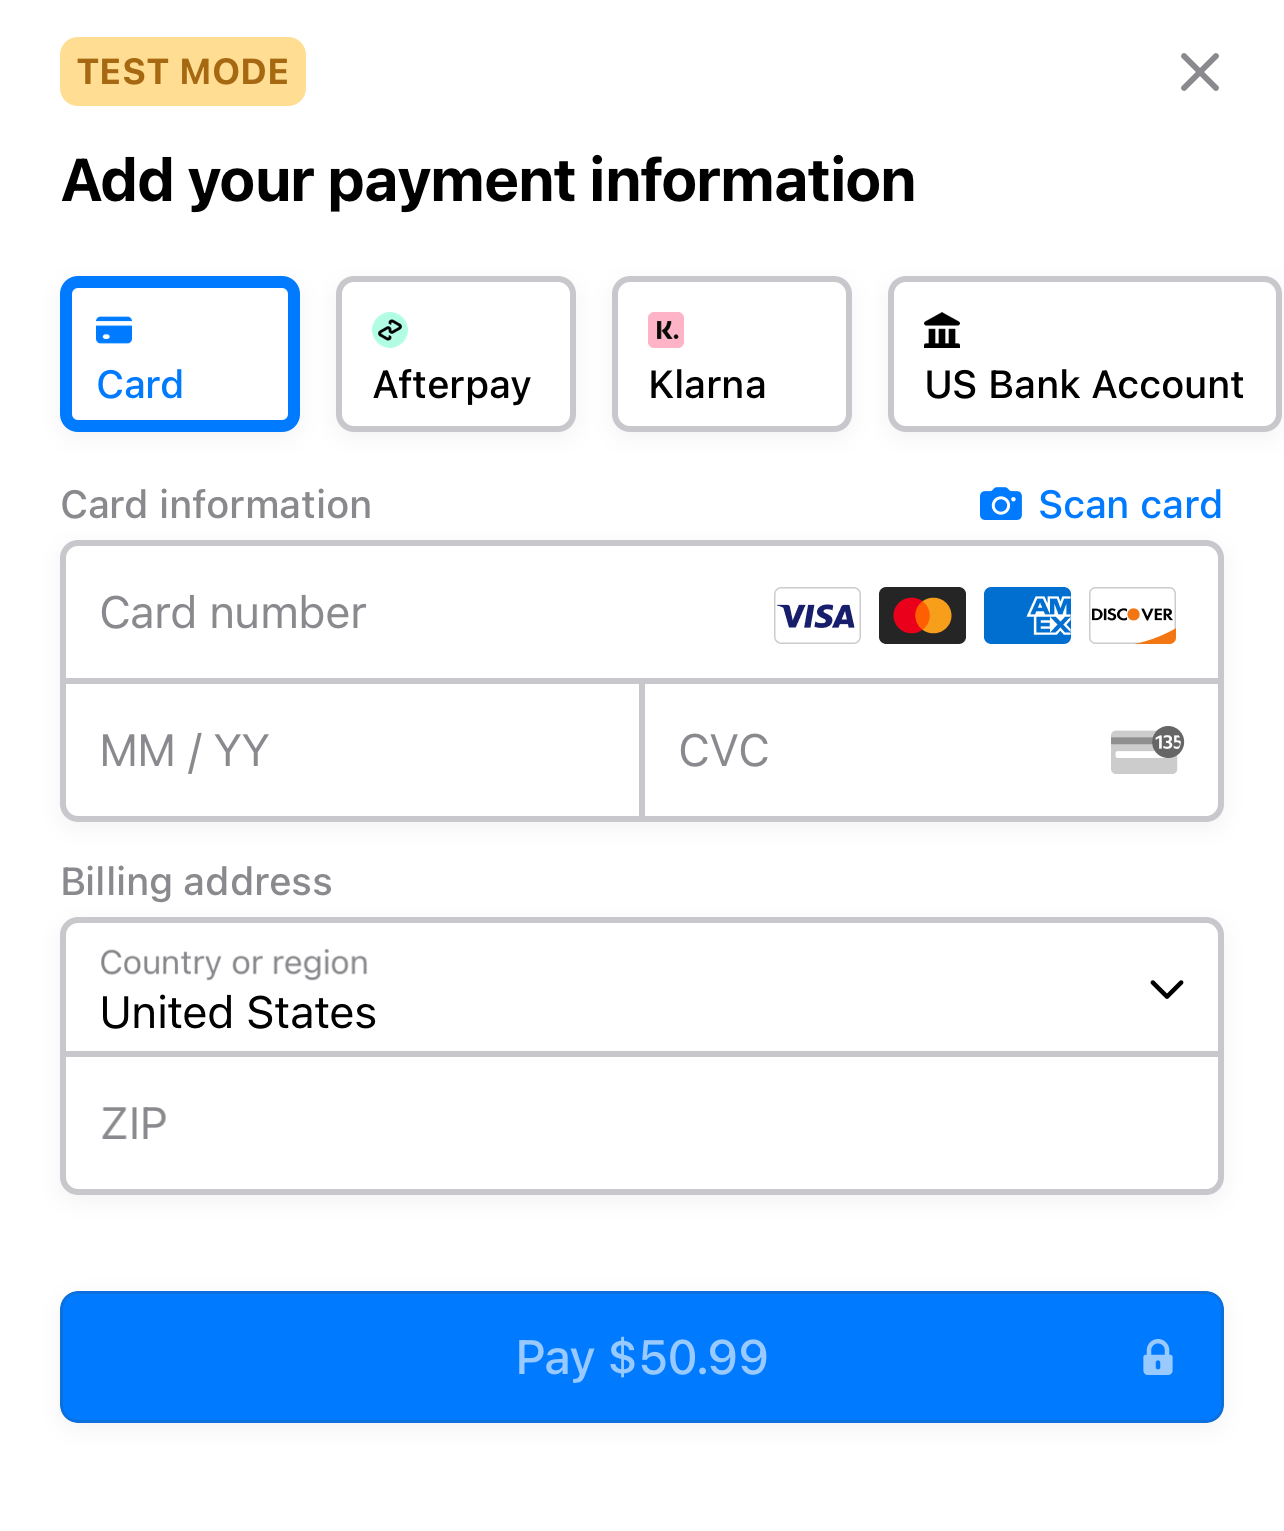 TEST MODE
Add your payment information
Card
Afterpay
K.
Klarna
US Bank Account
Card information
Scan card
Card number
VISA
AM
EX
DISCOVER
MM / YY
CVC
135
Billing address
Country or region
United States
ZIP
Pay $50.99